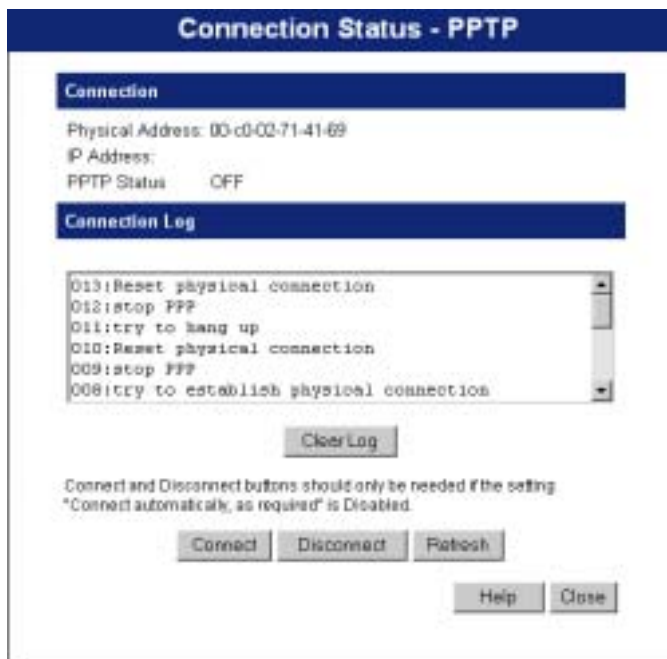 Connection Status - PPTP
Connection
Physical Address: 00-c0-02-71-41-69
IP Address:
PPTP Status OFF
Connection Log
013:Reset physical connection
012:stop PPP
011:try to hang up
010:Reset physical connection
009:stop PPP
008:try to establish physical connection
Clear Log
Connect and Disconnect buttons should only be needed if the setting
"Connect automatically, as required" is Disabled.
Connect Disconnect Refresh
Help Close